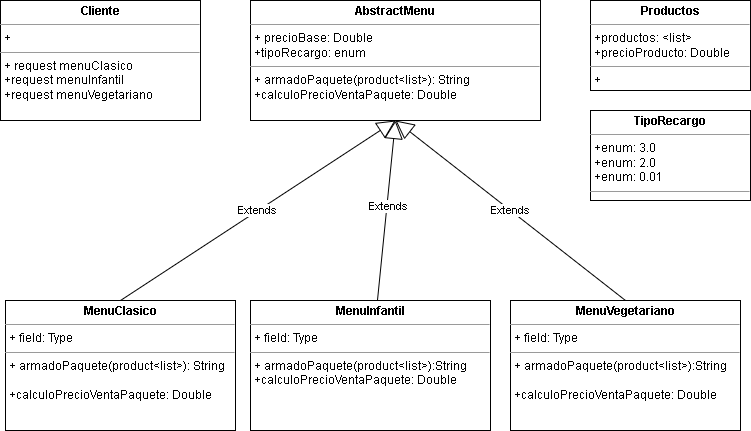 Cliente
+
+ request menuClasico
+request menuInfantil
+request menuVegetariano
AbstractMenu
+ precioBase: Double
+tipoRecargo: enum
+ armadoPaquete(product<list>): String
+calculoPrecioVentaPaquete: Double
Productos
+productos: <list>
+precioProducto: Double
+
TipoRecargo
+enum: 3.0
+enum: 2.0
+enum: 0.01
Extends
Extends
Extends
MenuClasico
+ field: Type
+ armadoPaquete(product<list>): String
+calculoPrecioVentaPaquete: Double
MenuInfantil
+ field: Type
+ armadoPaquete(product<list>):String
+calculoPrecioVentaPaquete: Double
MenuVegetariano
+ field: Type
+ armadoPaquete(product<list>):String
+calculoPrecioVentaPaquete: Double